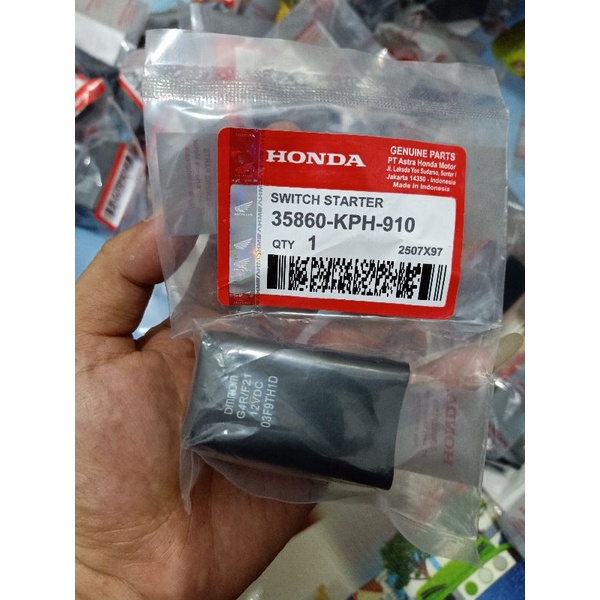 HONDA
GENUINE PARTS
PT Astra Honda Motor
Jl. Laksda Yos Sudarso, Sunter I
Jakarta 14350 - Indonesia
Made in Indonesia
SWITCH STARTER
35860-KPH-910
QTY 1
2507X97
G4R/F21
12VDC
03F9TH1D
HONDA